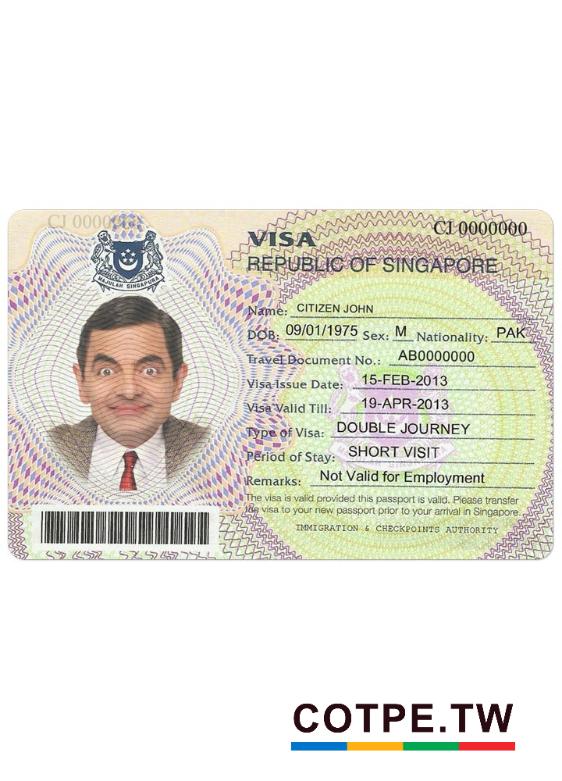 CJ 0000
CJ 0000000
VISA
REPUBLIC OF SINGAPORE
MAJULAH SINGAPURA
Name: CITIZEN JOHN
DOB: 09/01/1975 Sex: M Nationality: PAK
Travel Document No.: AB0000000
Visa Issue Date: 15-FEB-2013
Visa Valid Till: 19-APR-2013
Type of Visa: DOUBLE JOURNEY
Period of Stay: SHORT VISIT
Remarks: Not Valid for Employment
The visa is valid provided this passport is valid. Please transfer
the visa to your new passport prior to your arrival in Singapore.
IMMIGRATION & CHECKPOINTS AUTHORITY
COTPE.TW